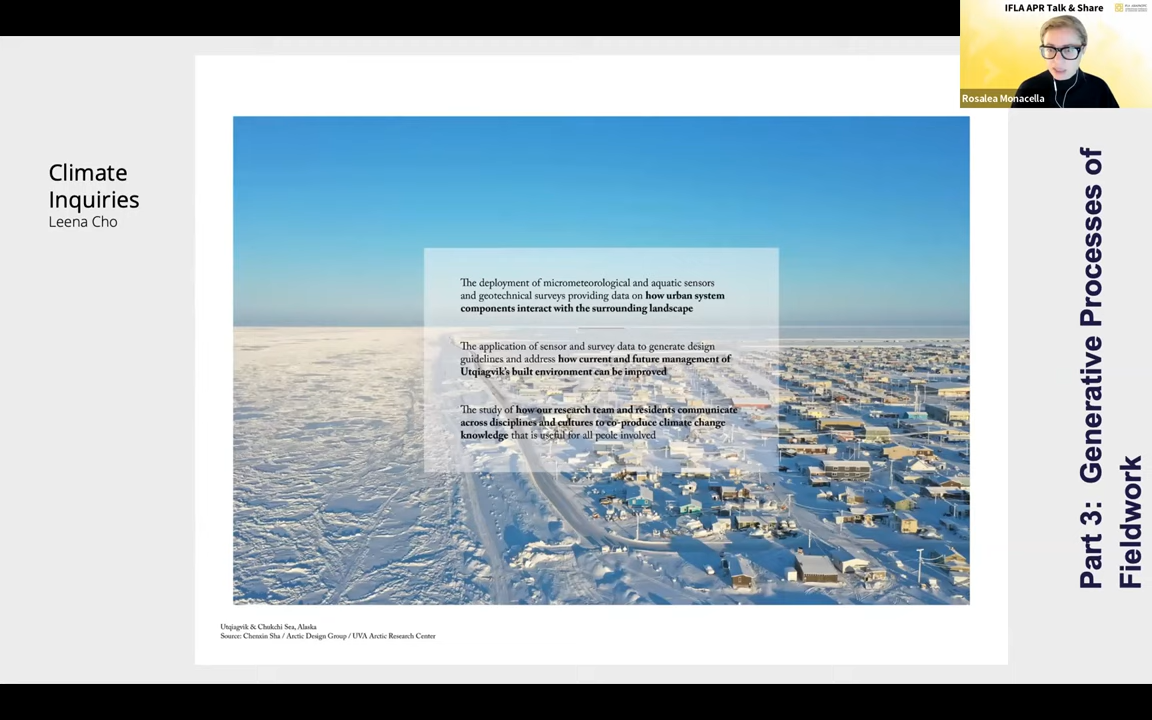 IFLA APR Talk & Share
Rosalea Monacella
Climate
Inquiries
Leena Cho
The deployment of micrometeorological and aquatic sensors
and geotechnical surveys providing data on how urban system
components interact with the surrounding landscape
The application of sensor and survey data to generate design
guidelines and address how current and future management of
Utqiagvik's built environment can be improved
The study of how our research team and residents communicate
across disciplines and cultures to co-produce climate change
knowledge that is useful for all peole involved
Utqiagvik & Chukchi Sea, Alaska
Source: Chenxin Sha / Arctic Design Group / UVA Arctic Research Center
Part 3: Generative Processes of
Fieldwork